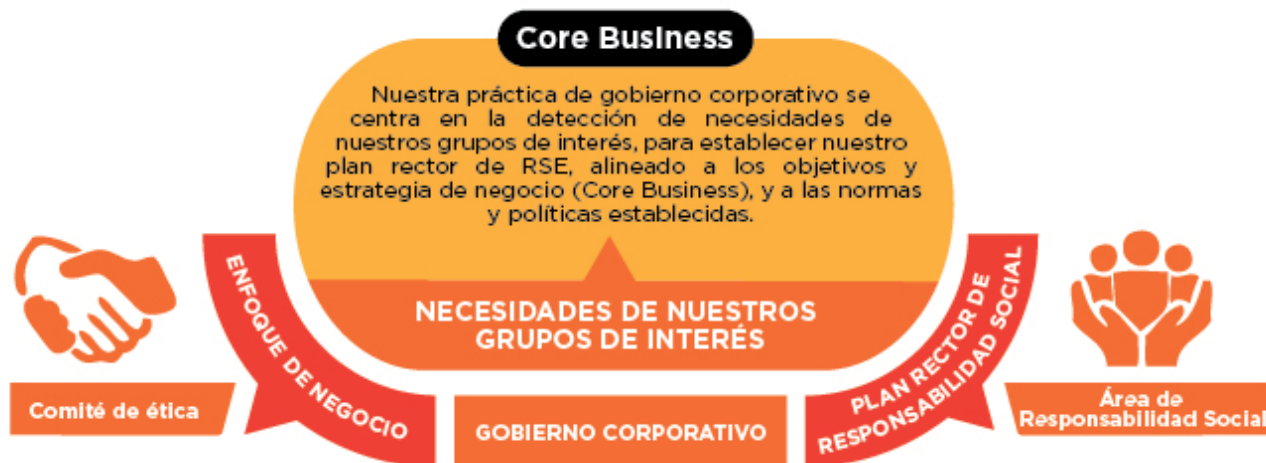 Core Business
Nuestra práctica de gobierno corporativo se
centra en la detección de necesidades de
nuestros grupos de interés, para establecer nuestro
plan rector de RSE, alineado a los objetivos y
estrategia de negocio (Core Business), y a las normas
y políticas establecidas.
NECESIDADES DE NUESTROS
GRUPOS DE INTERÉS
Comité de ética
ENFOQUE DE NEGOCIO
GOBIERNO CORPORATIVO
PLAN RECTOR DE
RESPONSABILIDAD SOCIAL
Área de
Responsabilidad Social